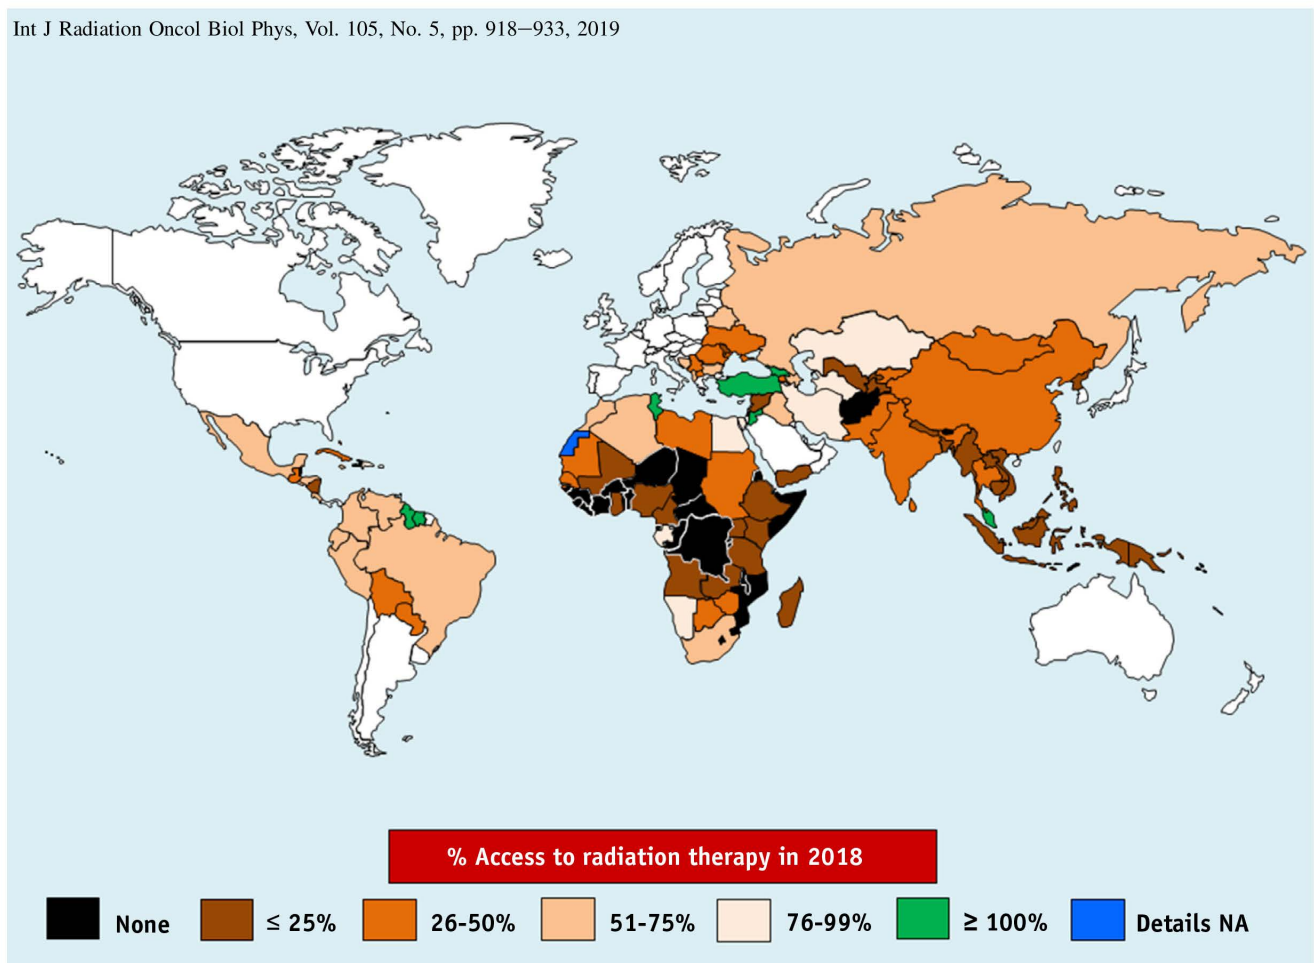 Int J Radiation Oncol Biol Phys, Vol. 105, No. 5, pp. 918–933, 2019
% Access to radiation therapy in 2018
None
≤ 25%
26-50%
51-75%
76-99%
≥ 100%
Details NA